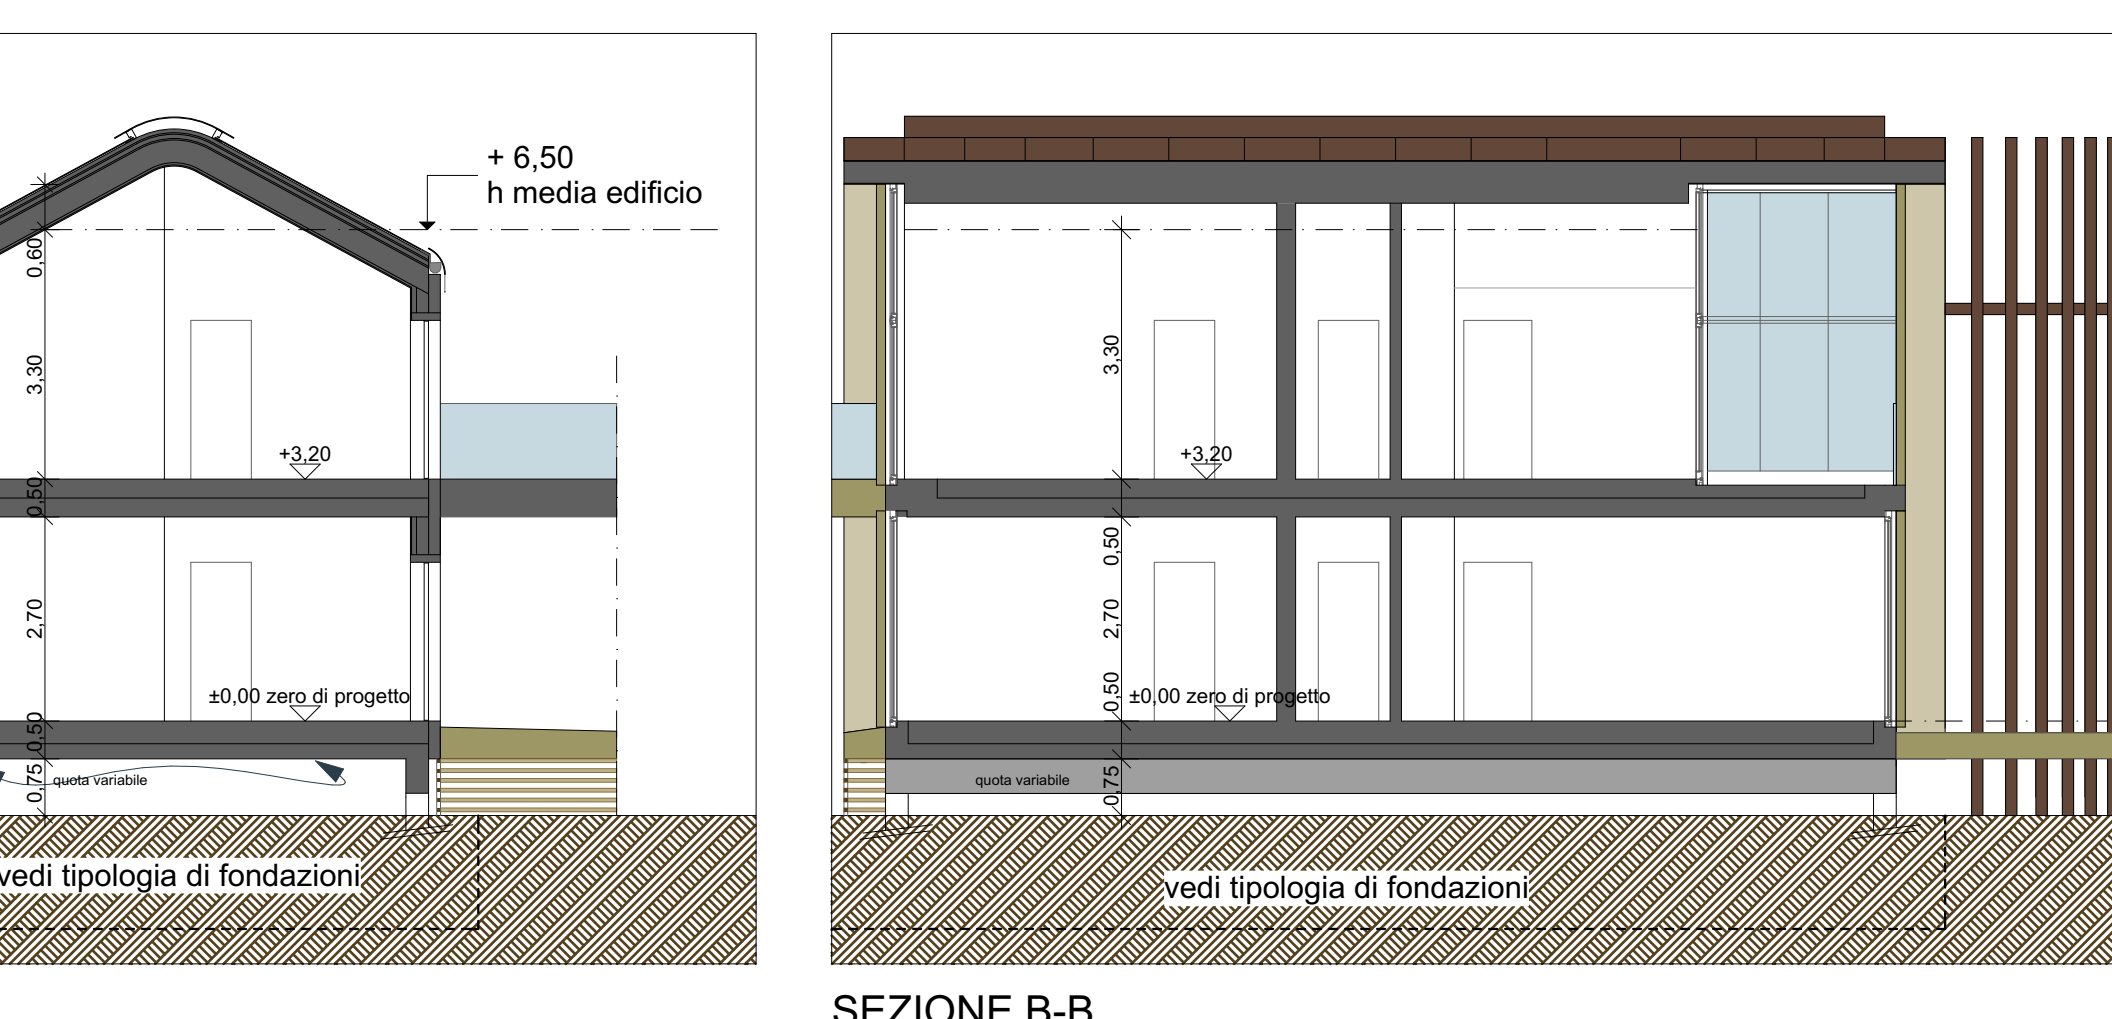 + 6,50
h media edificio
0,60
3,30
+3,20
0,50
2,70
±0,00 zero di progetto
0,50
0,75
quota variabile
vedi tipologia di fondazioni
3,30
+3,20
0,50
2,70
0,50
±0,00 zero di progetto
0,75
quota variabile
vedi tipologia di fondazioni
SEZIONE B-B